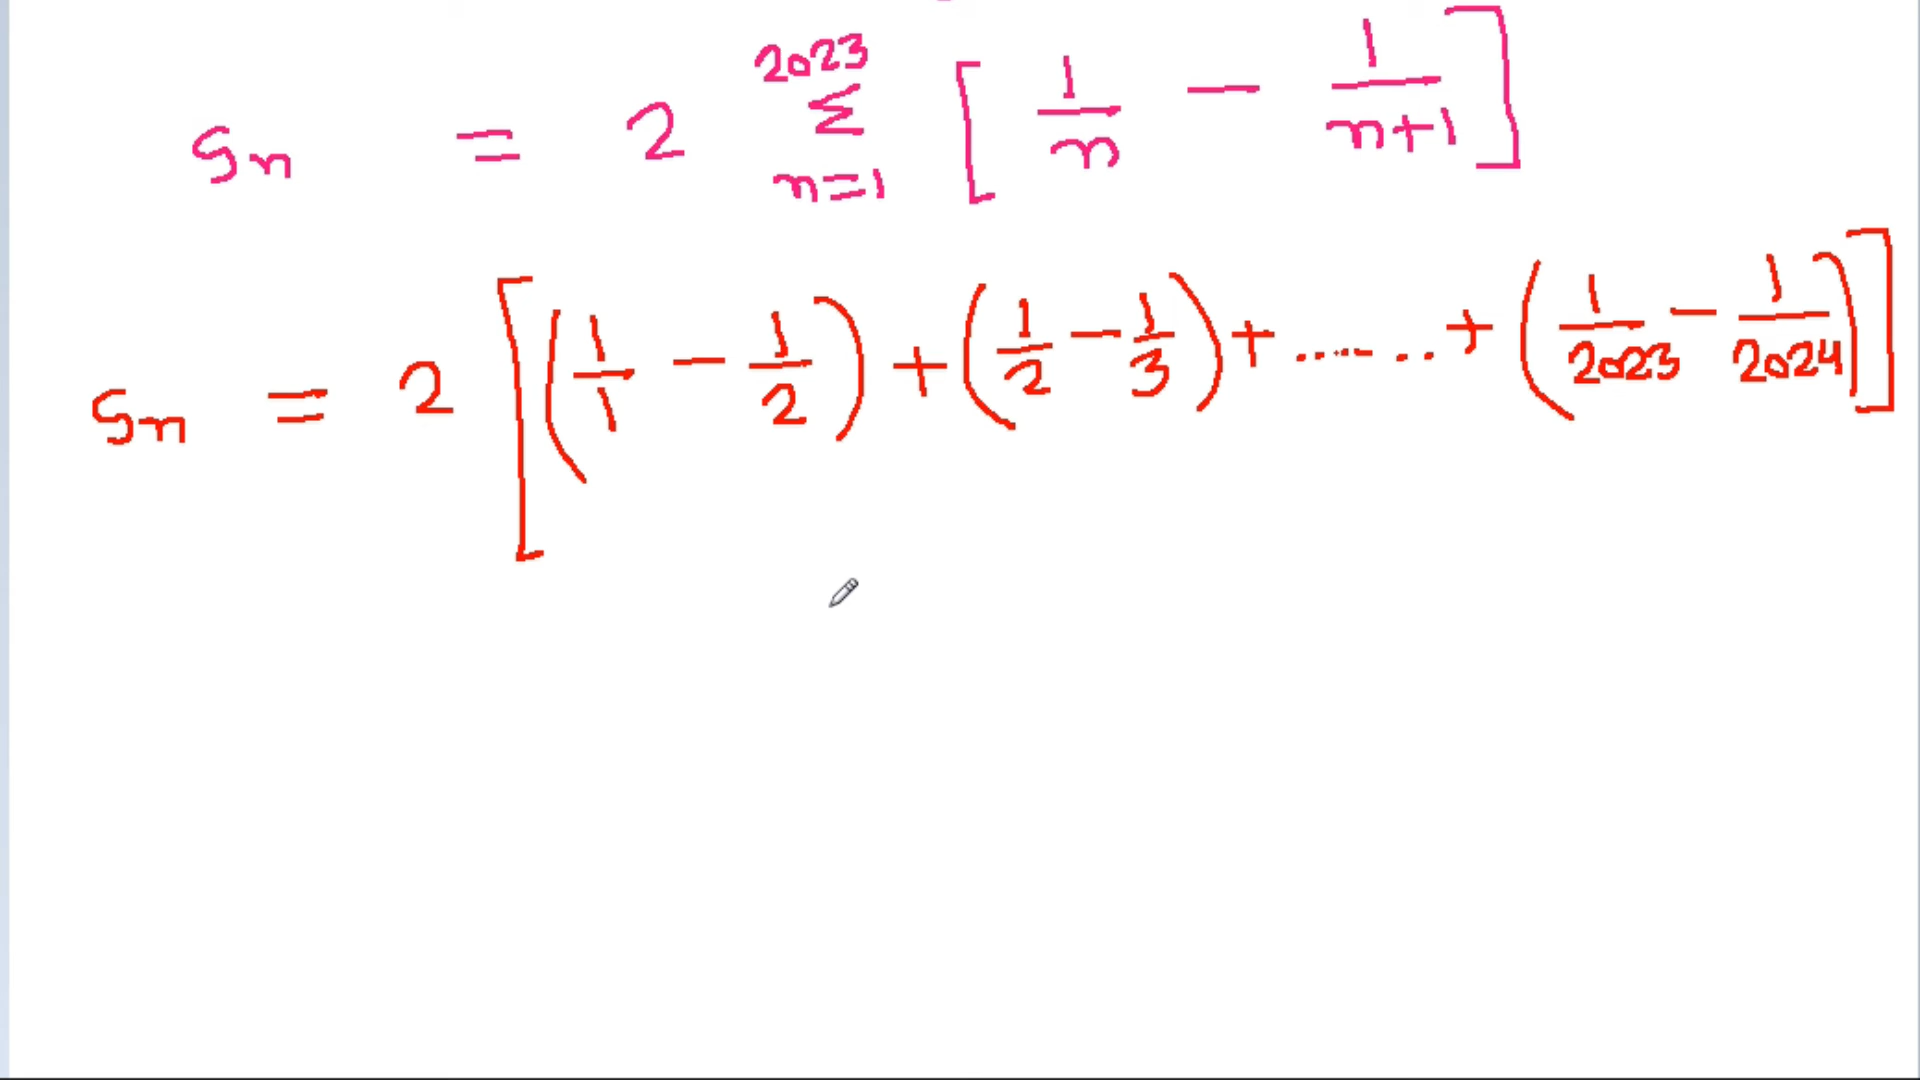 Sn = 2 2023 Σ n=1 [ 1/n - 1/n+1 ]
Sn = 2 [ ( 1/1 - 1/2 ) + ( 1/2 - 1/3 ) + ...... + ( 1/2023 - 1/2024 ) ]